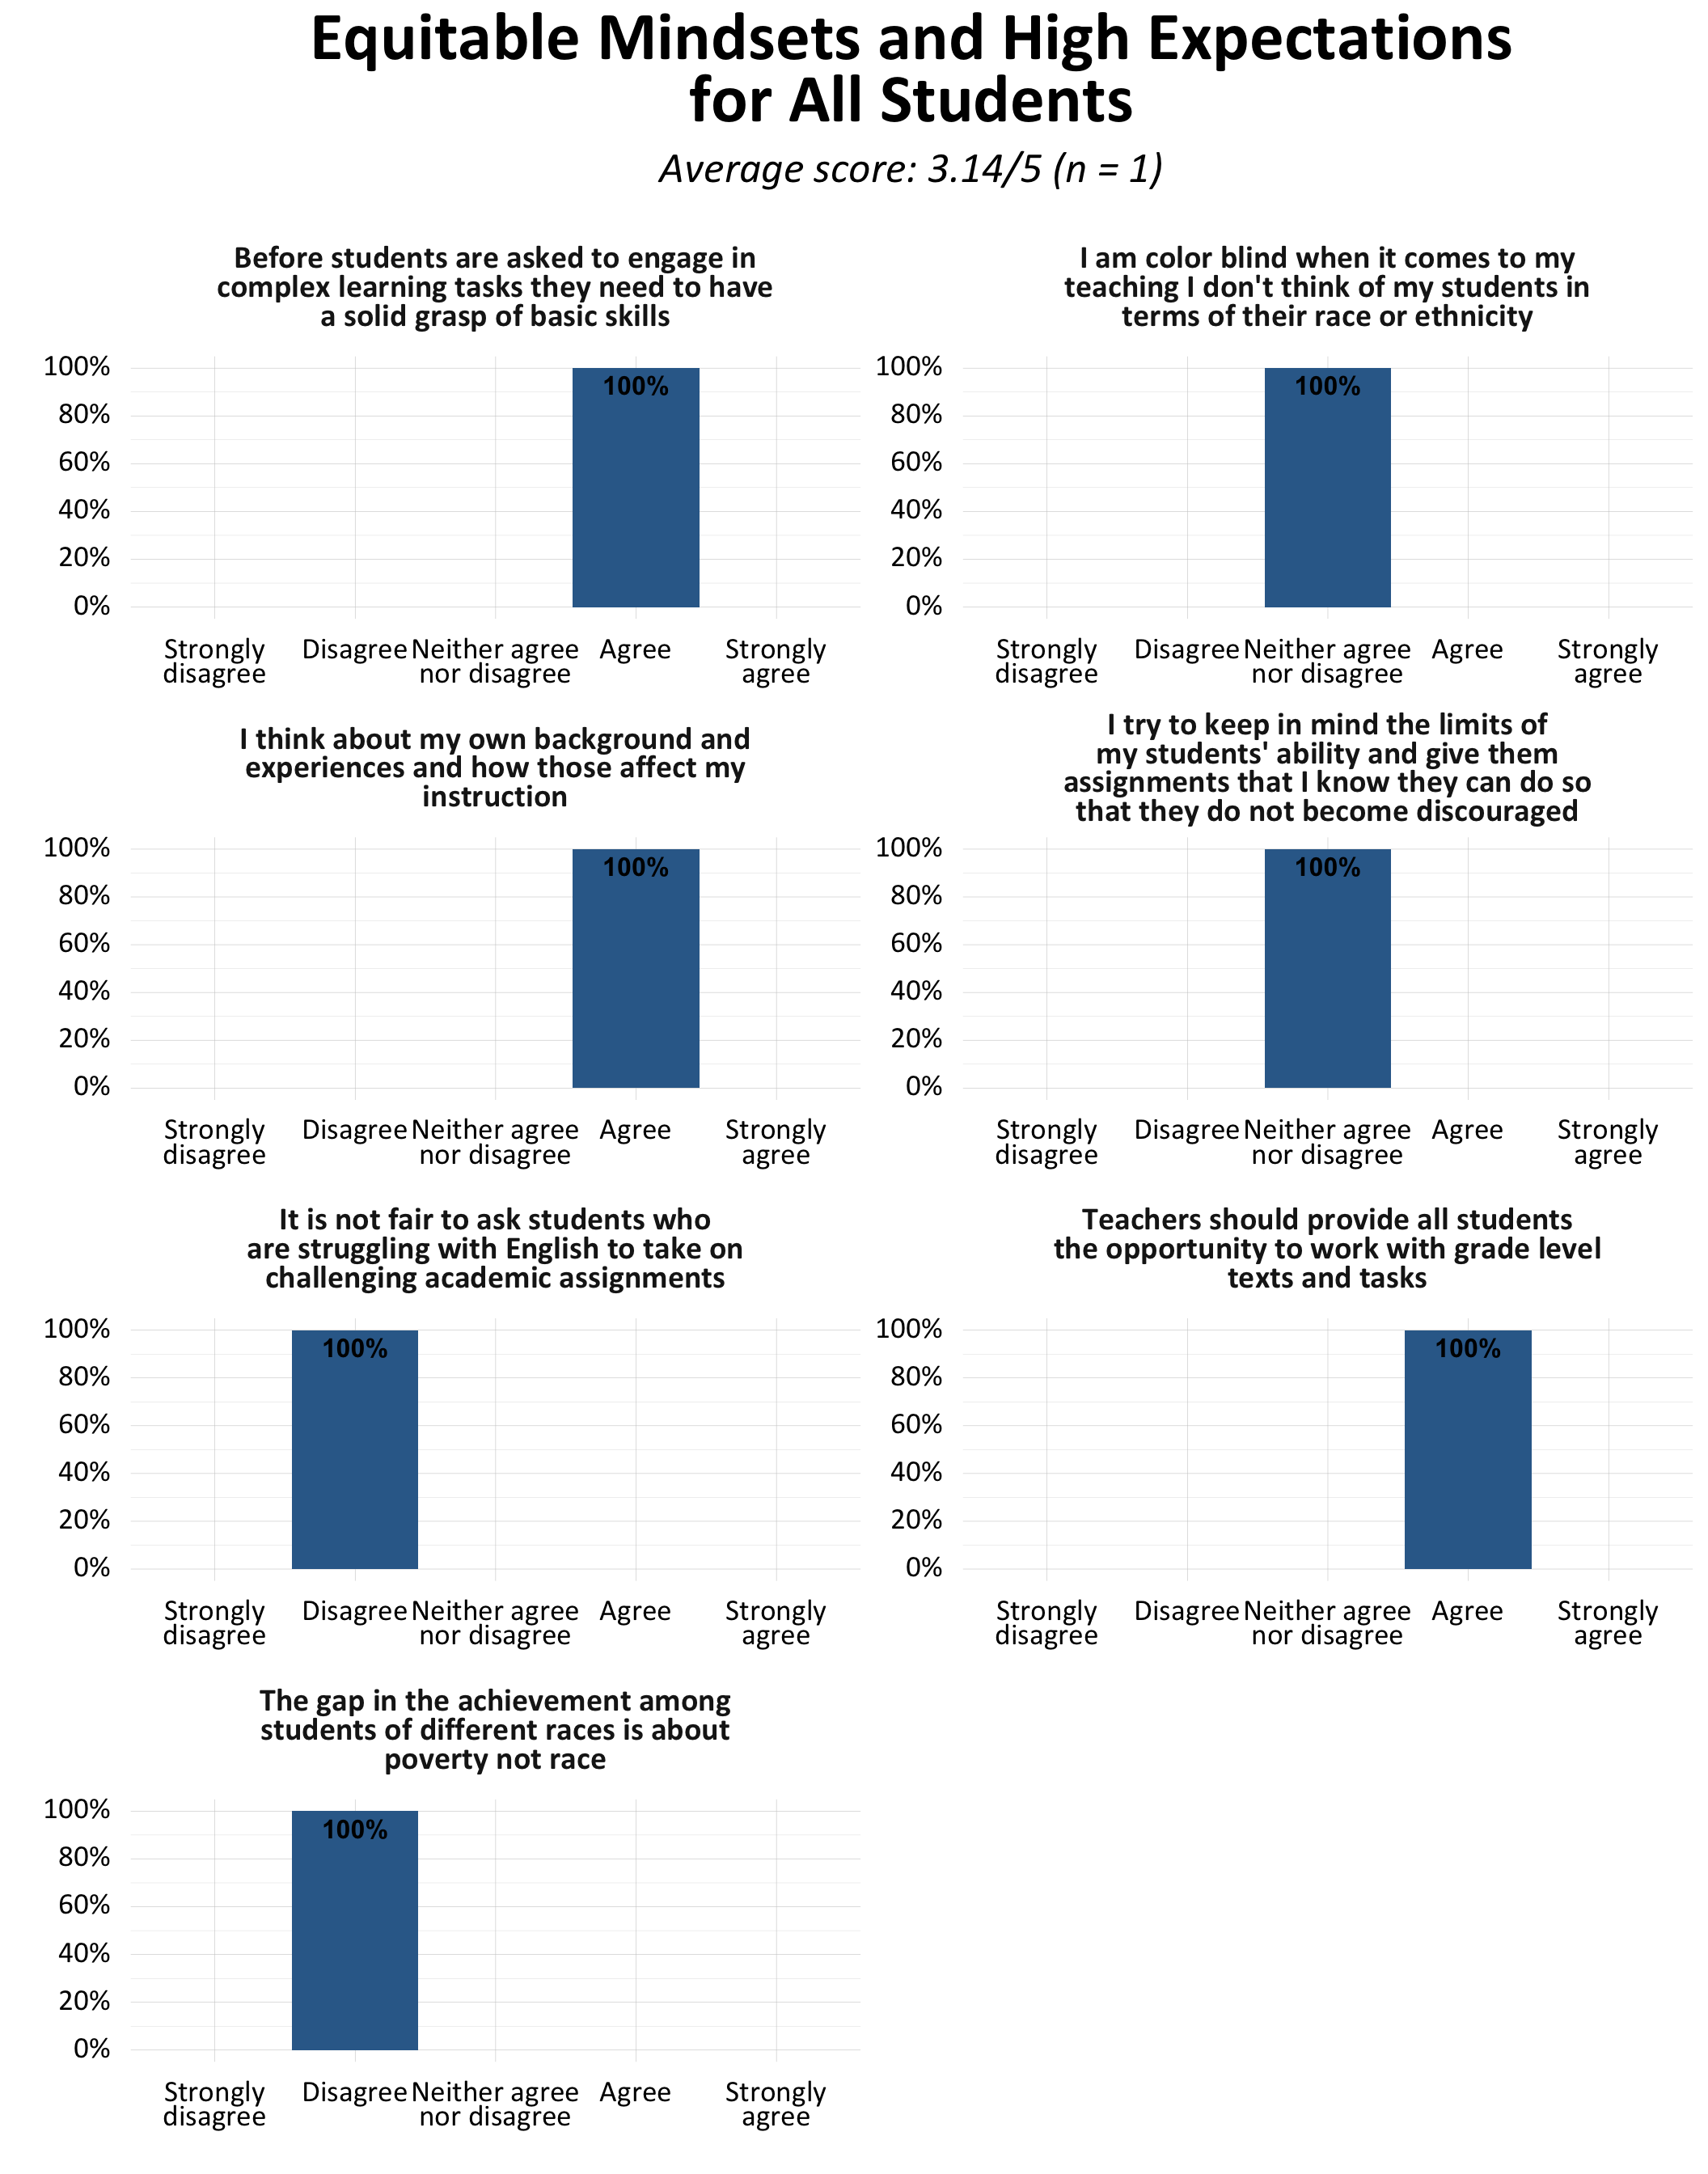 Equitable Mindsets and High Expectations
for All Students
Average score: 3.14/5 (n = 1)
Before students are asked to engage in
complex learning tasks they need to have
a solid grasp of basic skills
100%
80%
60%
40%
20%
0%
100%
Strongly
disagree
Disagree
Neither agree
nor disagree
Agree
Strongly
agree
I am color blind when it comes to my
teaching I don't think of my students in
terms of their race or ethnicity
100%
80%
60%
40%
20%
0%
100%
Strongly
disagree
Disagree
Neither agree
nor disagree
Agree
Strongly
agree
I think about my own background and
experiences and how those affect my
instruction
100%
80%
60%
40%
20%
0%
100%
Strongly
disagree
Disagree
Neither agree
nor disagree
Agree
Strongly
agree
I try to keep in mind the limits of
my students' ability and give them
assignments that I know they can do so
that they do not become discouraged
100%
80%
60%
40%
20%
0%
100%
Strongly
disagree
Disagree
Neither agree
nor disagree
Agree
Strongly
agree
It is not fair to ask students who
are struggling with English to take on
challenging academic assignments
100%
80%
60%
40%
20%
0%
100%
Strongly
disagree
Disagree
Neither agree
nor disagree
Agree
Strongly
agree
Teachers should provide all students
the opportunity to work with grade level
texts and tasks
100%
80%
60%
40%
20%
0%
100%
Strongly
disagree
Disagree
Neither agree
nor disagree
Agree
Strongly
agree
The gap in the achievement among
students of different races is about
poverty not race
100%
80%
60%
40%
20%
0%
100%
Strongly
disagree
Disagree
Neither agree
nor disagree
Agree
Strongly
agree